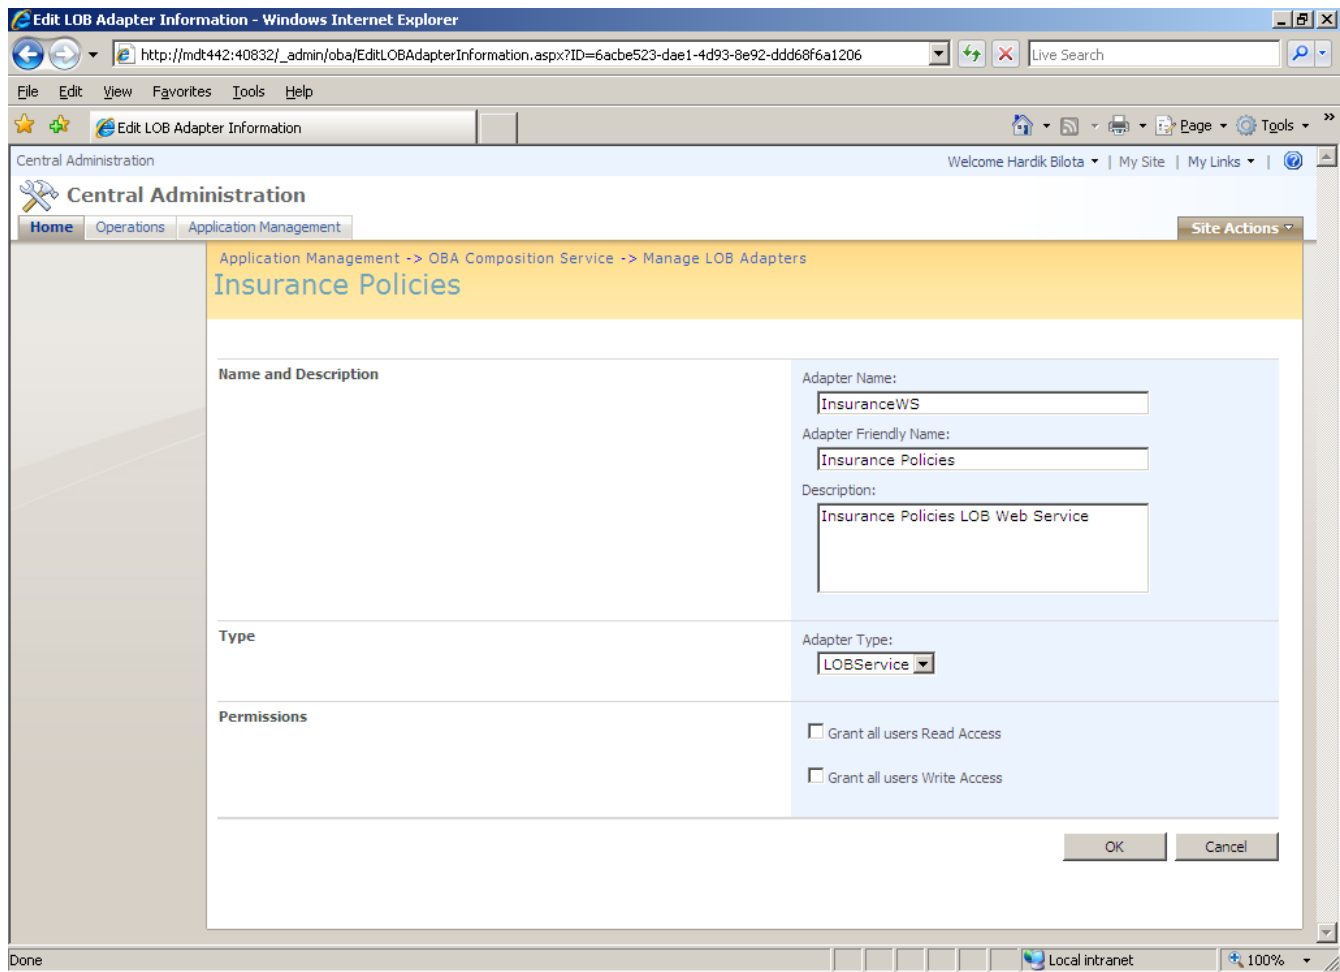 Edit LOB Adapter Information - Windows Internet Explorer
http://mdt442:40832/_admin/oba/EditLOBAdapterInformation.aspx?ID=6acbe523-dae1-4d93-8e92-ddd68f6a1206
Live Search
File Edit View Favorites Tools Help
Edit LOB Adapter Information
Page Tools »
Central Administration
Welcome Hardik Bilota | My Site | My Links |
Central Administration
Home Operations Application Management
Site Actions
Application Management -> OBA Composition Service -> Manage LOB Adapters
Insurance Policies
Name and Description
Adapter Name:
InsuranceWS
Adapter Friendly Name:
Insurance Policies
Description:
Insurance Policies LOB Web Service
Type
Adapter Type:
LOBService
Permissions
Grant all users Read Access
Grant all users Write Access
OK Cancel
Done
Local intranet
100%